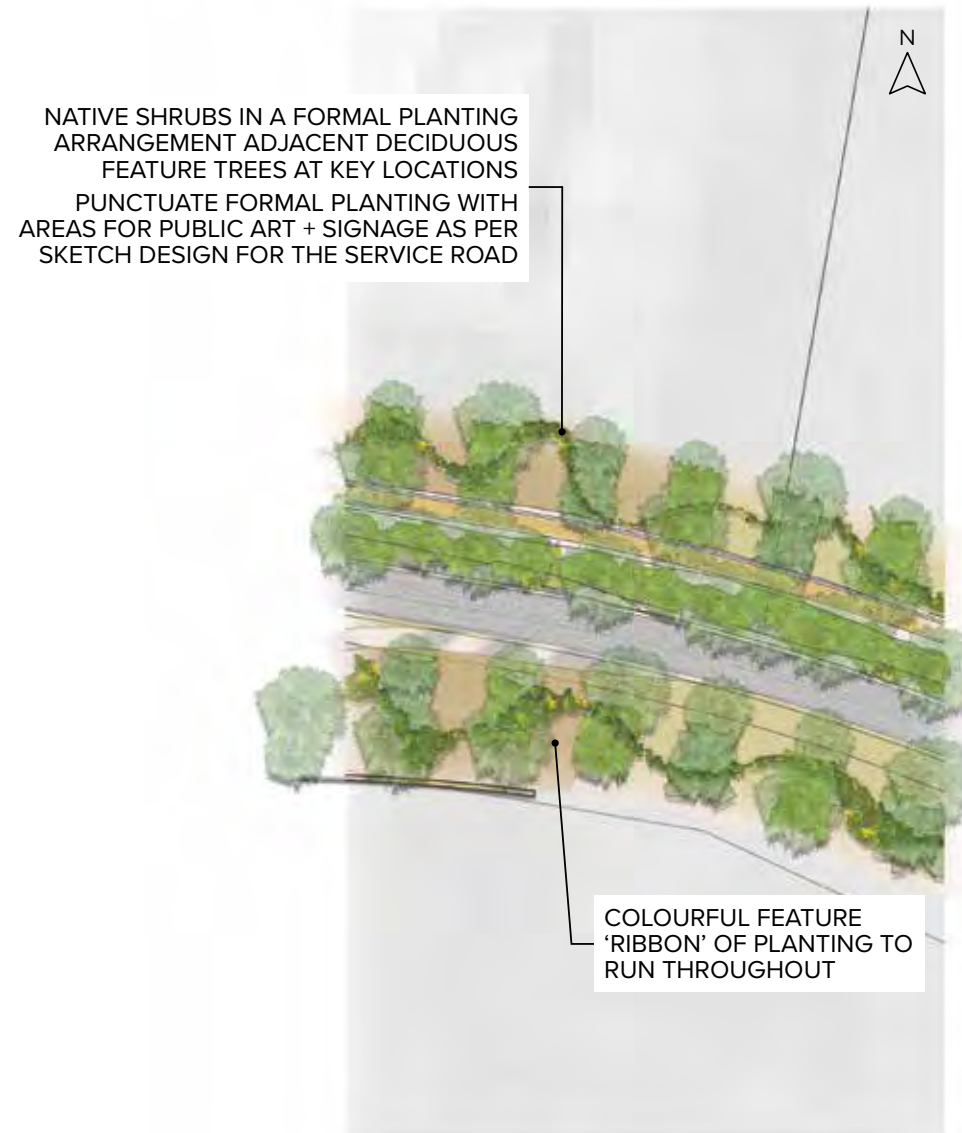 N
NATIVE SHRUBS IN A FORMAL PLANTING
ARRANGEMENT ADJACENT DECIDUOUS
FEATURE TREES AT KEY LOCATIONS
PUNCTUATE FORMAL PLANTING WITH
AREAS FOR PUBLIC ART + SIGNAGE AS PER
SKETCH DESIGN FOR THE SERVICE ROAD
COLOURFUL FEATURE
‘RIBBON’ OF PLANTING TO
RUN THROUGHOUT